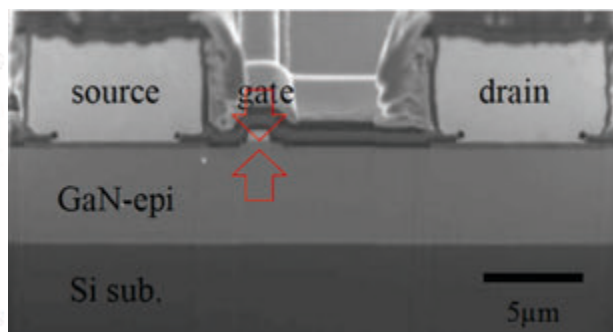 source
gate
drain
GaN-epi
Si sub.
5μm